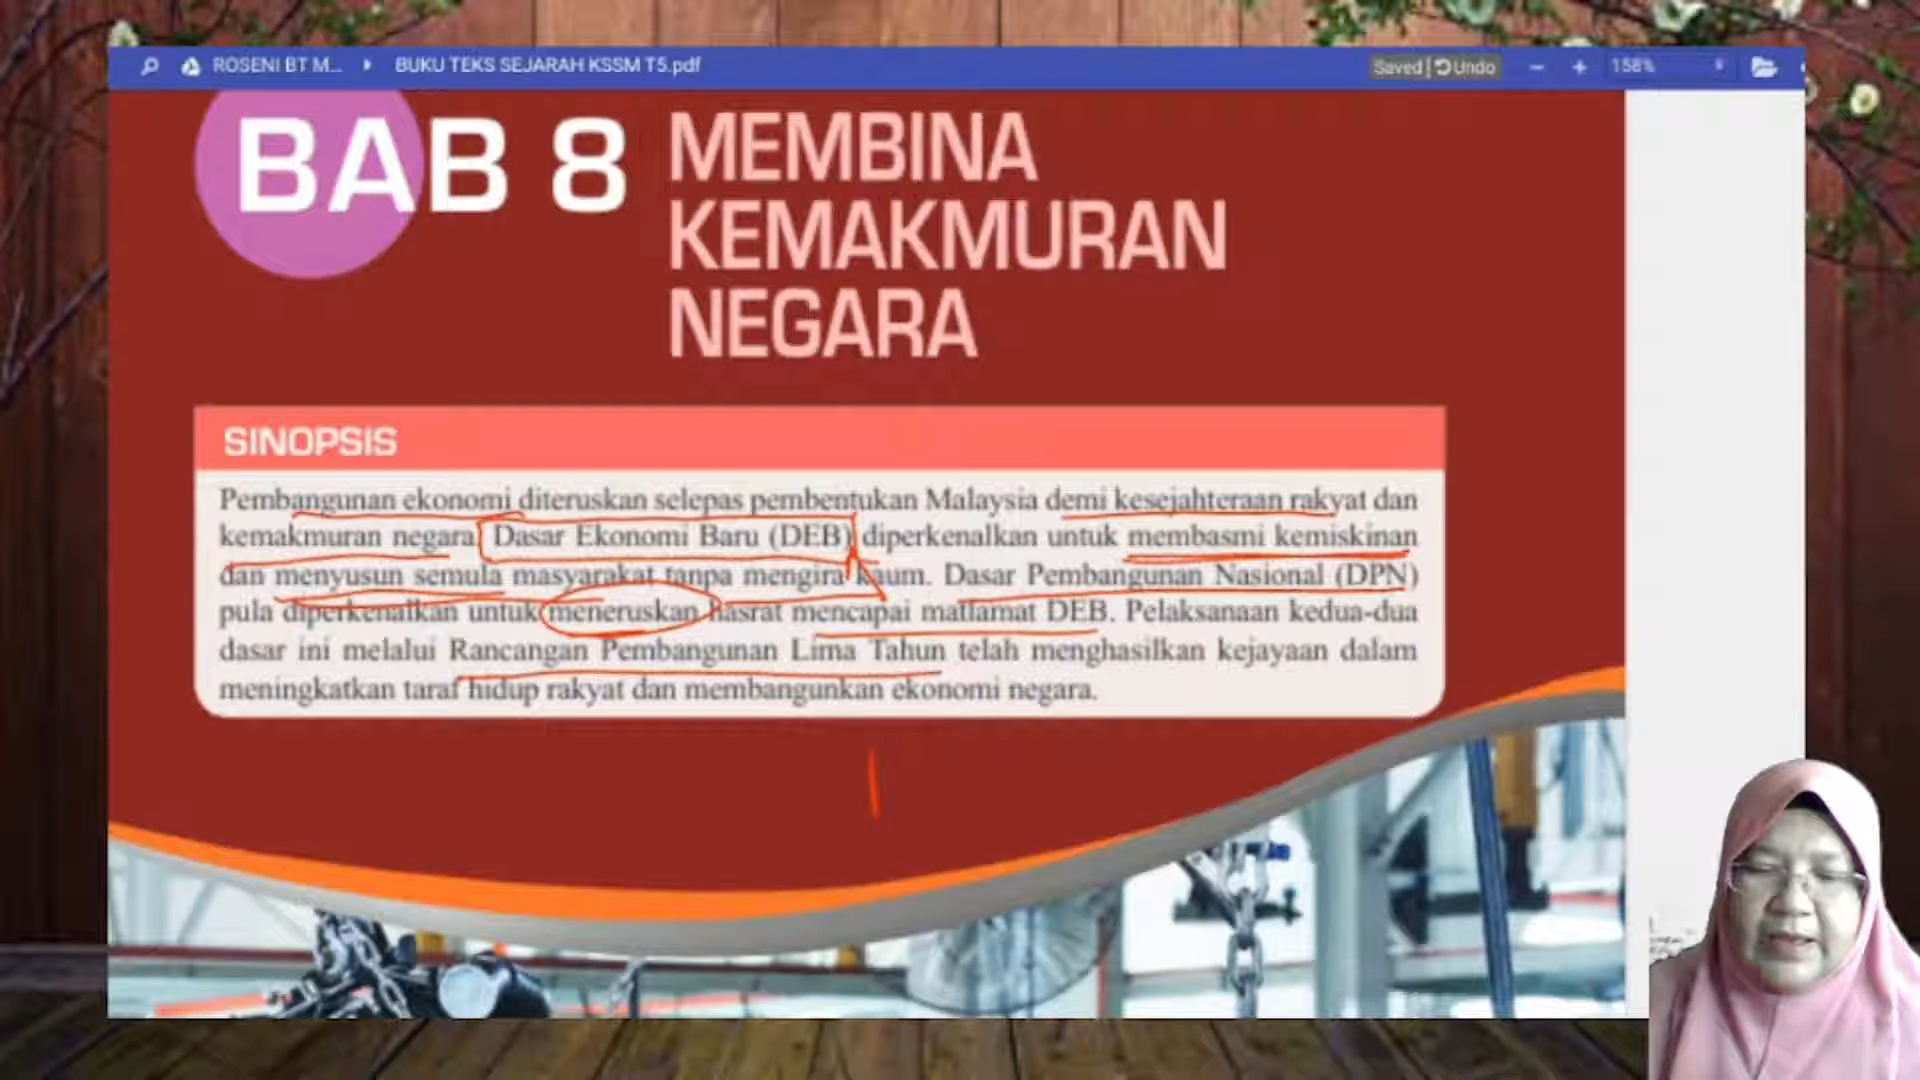 ROSENI BT M... ▸ BUKU TEKS SEJARAH KSSM T5.pdf
Saved | Undo
158%
BAB 8
MEMBINA
KEMAKMURAN
NEGARA
SINOPSIS
Pembangunan ekonomi diteruskan selepas pembentukan Malaysia demi kesejahteraan rakyat dan
kemakmuran negara. Dasar Ekonomi Baru (DEB) diperkenalkan untuk membasmi kemiskinan
dan menyusun semula masyarakat tanpa mengira kaum. Dasar Pembangunan Nasional (DPN)
pula diperkenalkan untuk meneruskan hasrat mencapai matlamat DEB. Pelaksanaan kedua-dua
dasar ini melalui Rancangan Pembangunan Lima Tahun telah menghasilkan kejayaan dalam
meningkatkan taraf hidup rakyat dan membangunkan ekonomi negara.